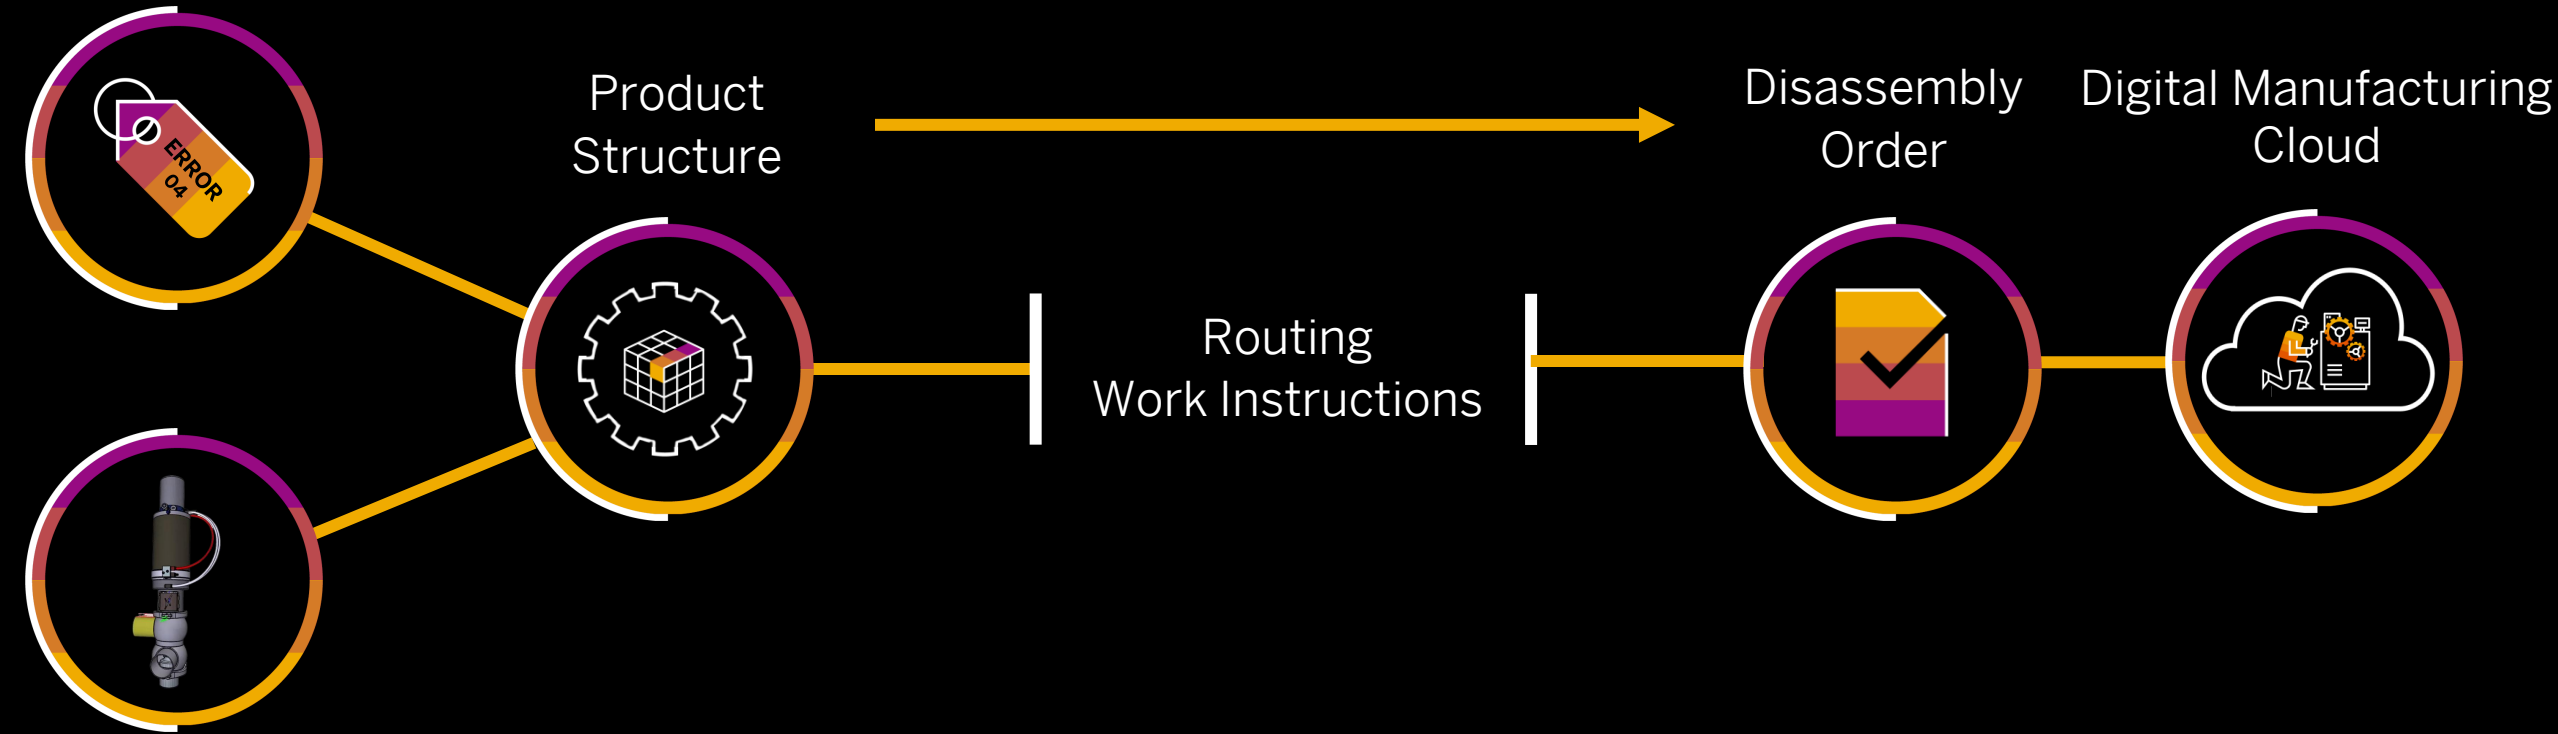 ERROR
04
Product
Structure
Routing
Work Instructions
Disassembly
Order
Digital Manufacturing
Cloud